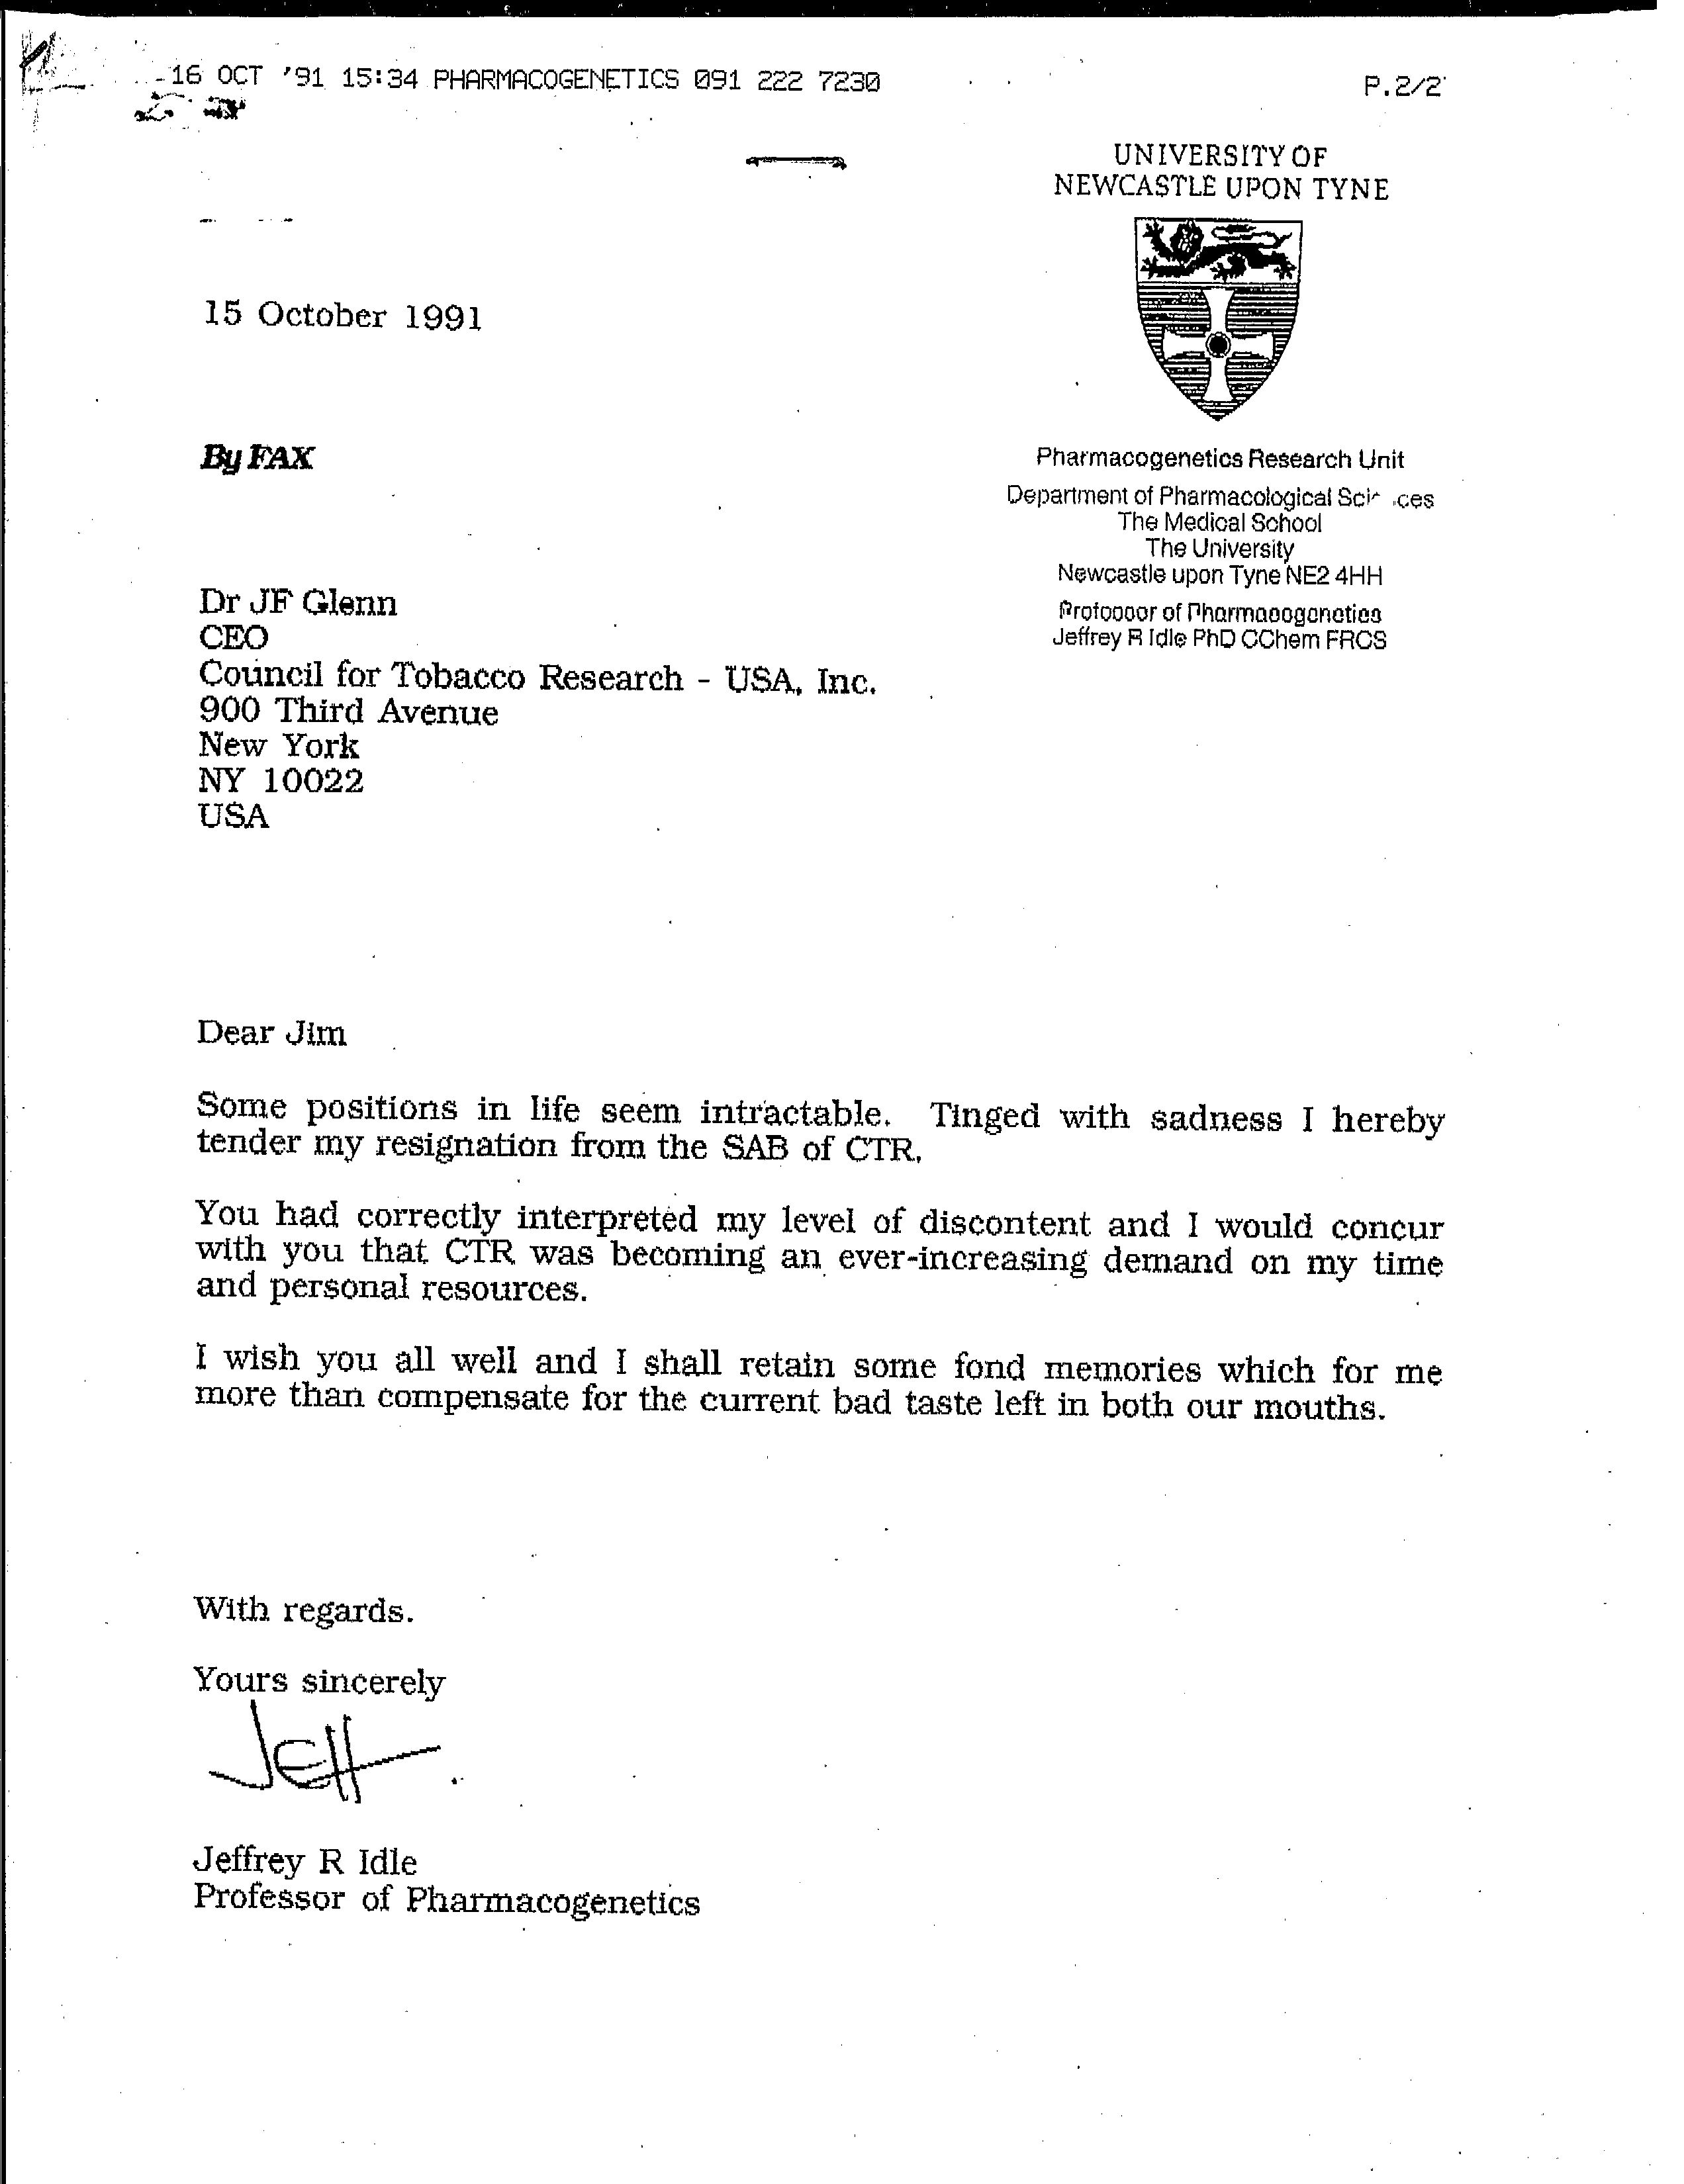 -16 OCT '91 15:34 PHARMACOGENETICS 091 222 7230 P.2/2
UNIVERSITY OF
NEWCASTLE UPON TYNE
15 October 1991
By FAX
Pharmacogenetics Research Unit
Department of Pharmacological
The Medical School
The University
Newcastle upon Tyne NE2 4HH
Professor of Pharmacogenetics
Jeffrey R Idle PhD CChem FRCS
Dr JF Glenn
CEO
Council for Tobacco Research - USA, Inc.
900 Third Avenue
New York
NY 10022
USA
Dear Jim
Some positions in life seem intractable. Tinged with sadness I hereby
tender my resignation from the SAB of CTR.
You had correctly interpreted my level of discontent and I would concur
with you that CTR was becoming an ever-increasing demand on my time
and personal resources.
I wish you all well and I shall retain some fond memories which for me
more than compensate for the current bad taste left in both our mouths.
With regards.
Yours sincerely
Jeff
Jeffrey R Idle
Professor of Pharmacogenetics